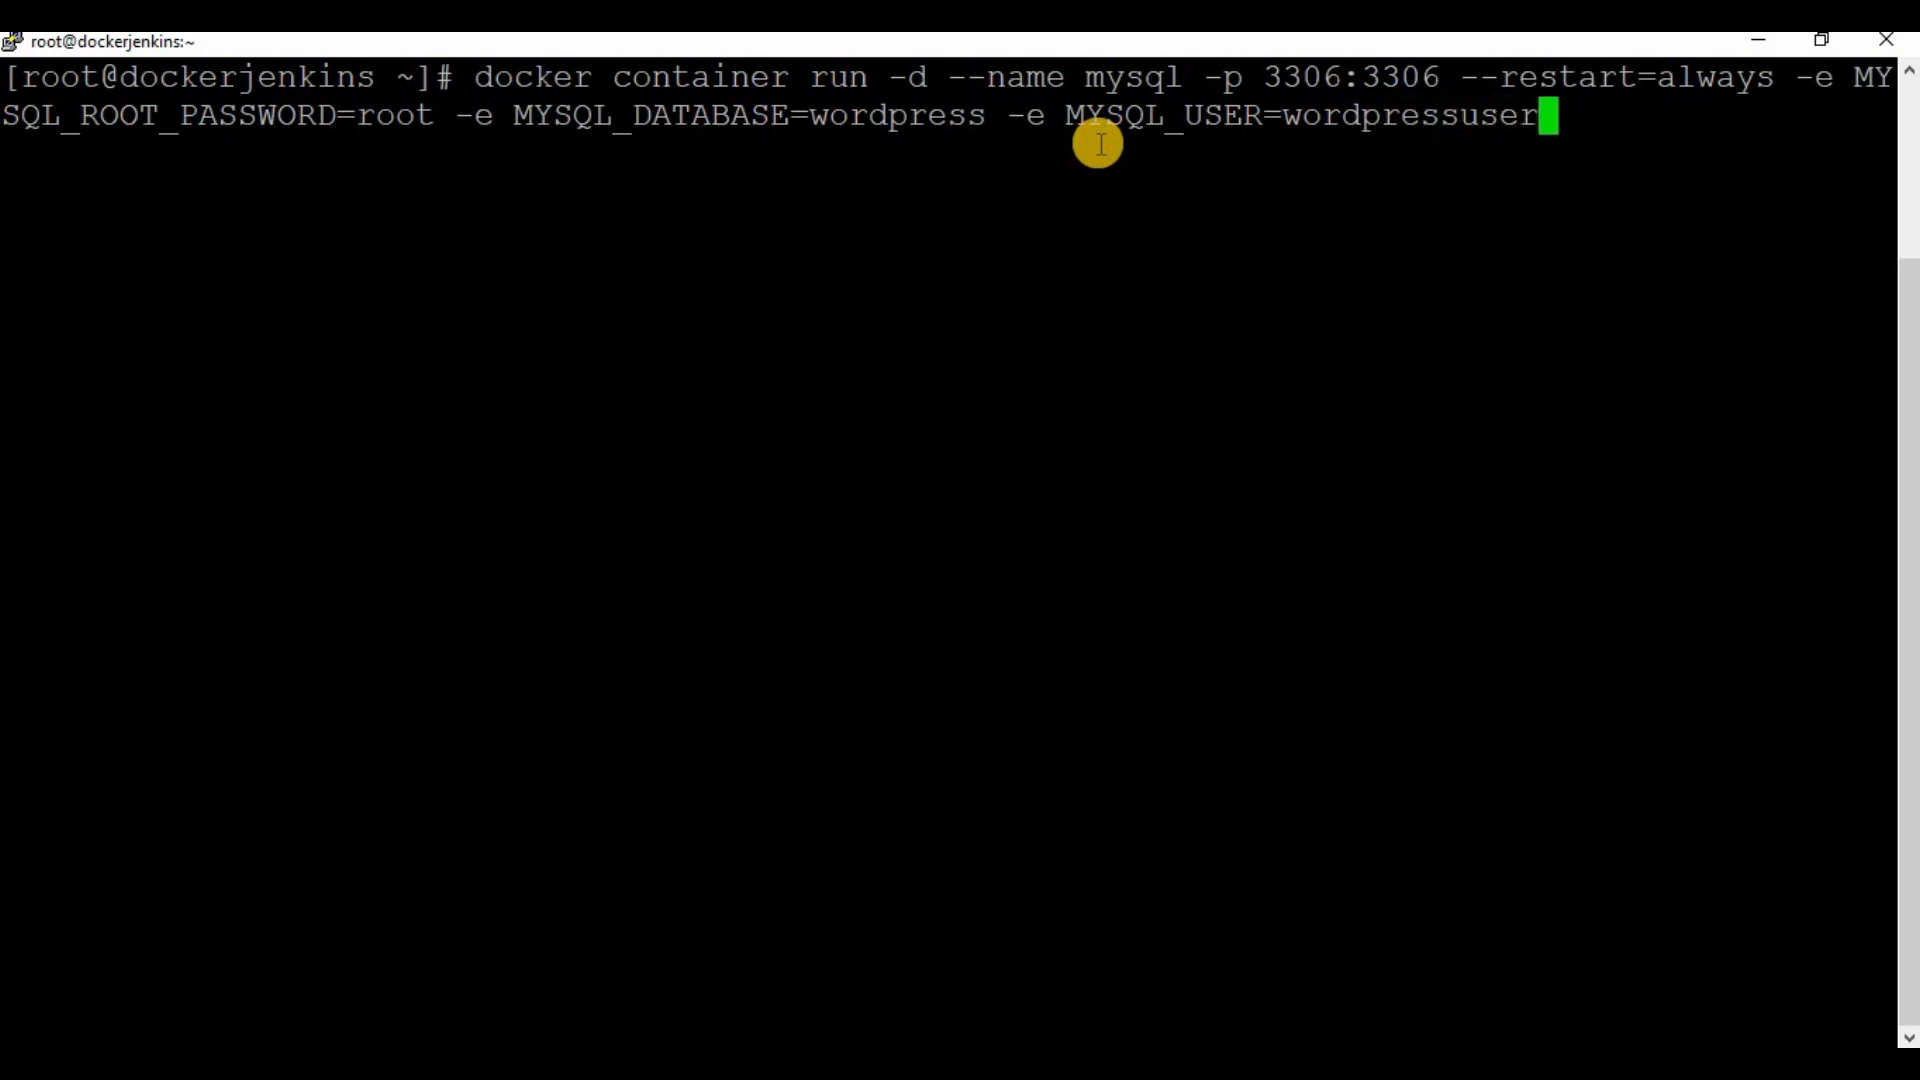 root@dockerjenkins:~
[root@dockerjenkins ~]# docker container run -d --name mysql -p 3306:3306 --restart=always -e MY
SQL_ROOT_PASSWORD=root -e MYSQL_DATABASE=wordpress -e MYSQL_USER=wordpressuser